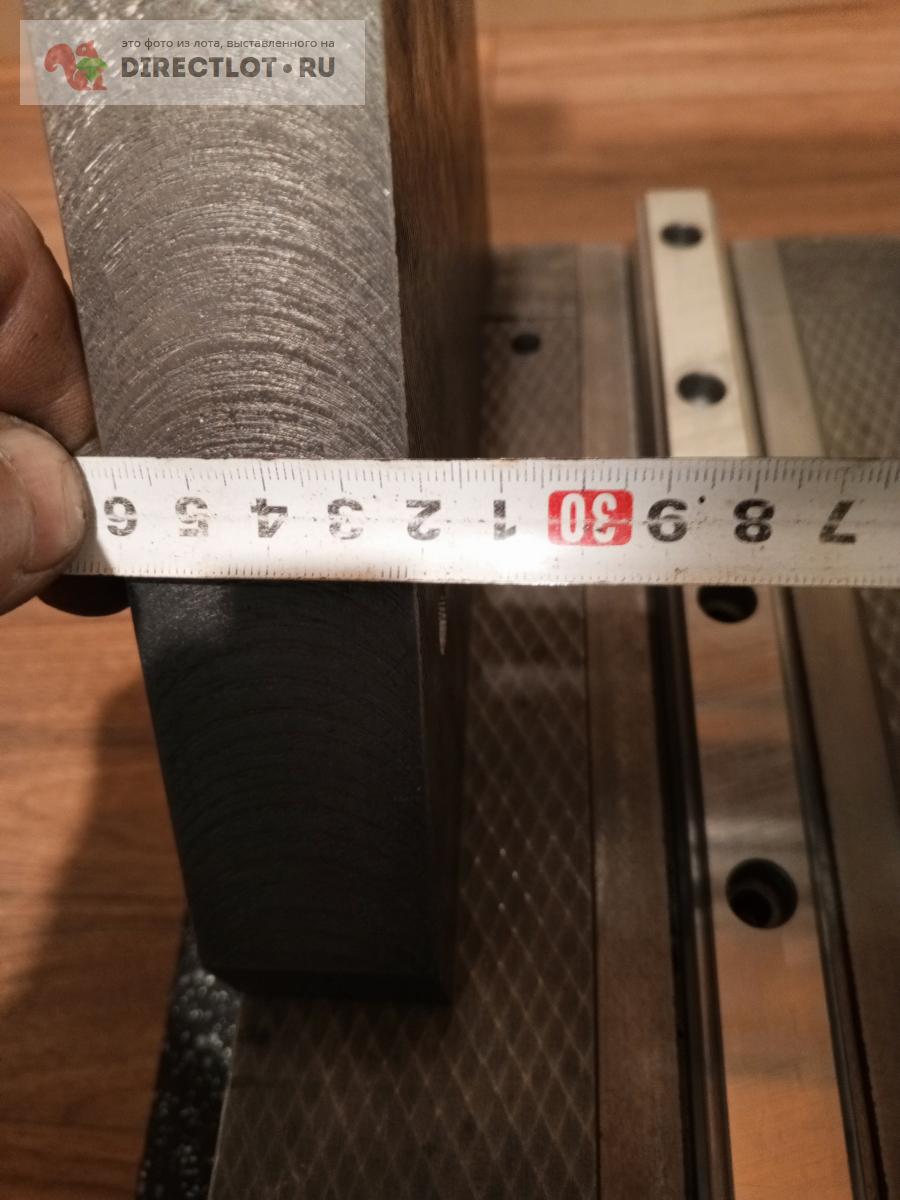 это фото из лота, выставленного на
DIRECTLOT•RU
6 5 4 3 2 1 30 9 8 7